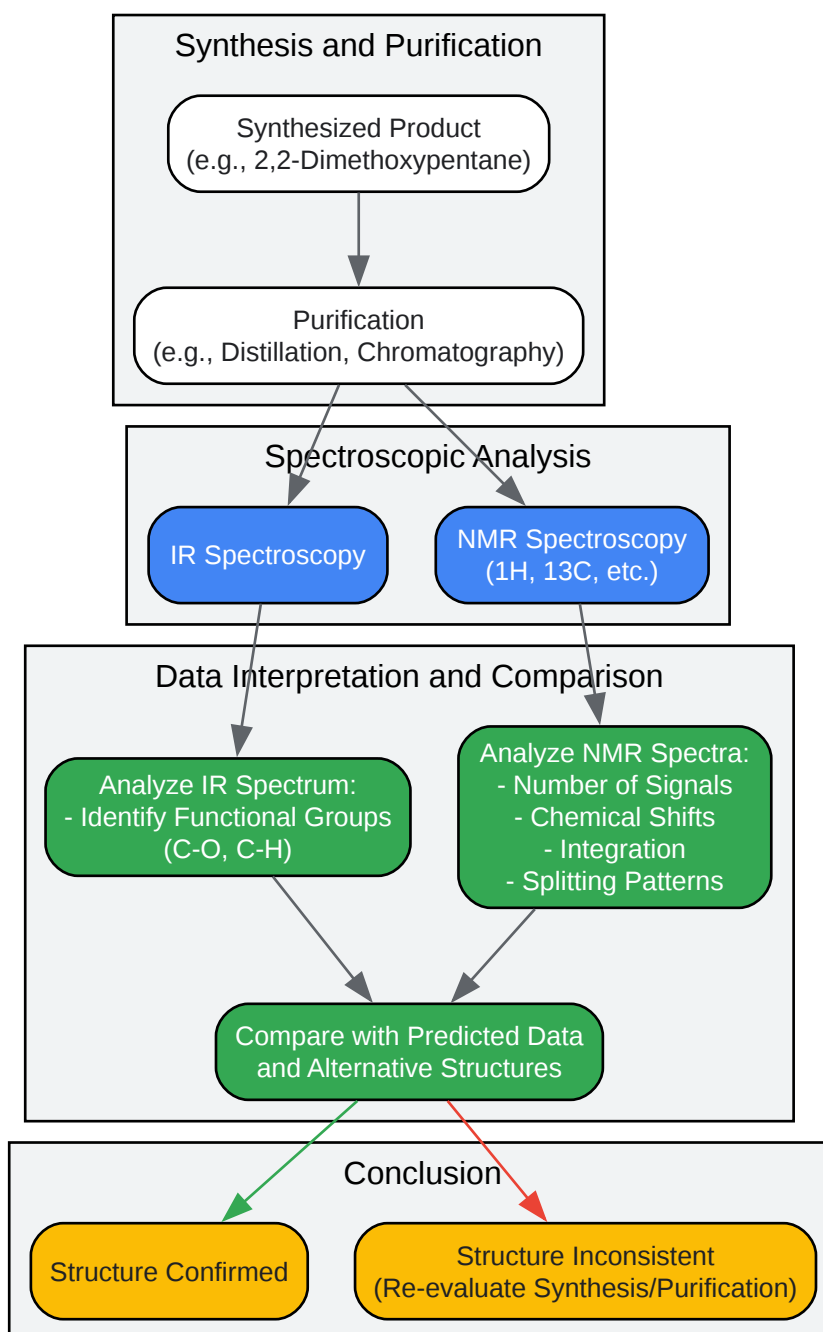 Synthesis and Purification
Synthesized Product
(e.g., 2,2-Dimethoxypentane)
Purification
(e.g., Distillation, Chromatography)
Spectroscopic Analysis
IR Spectroscopy
NMR Spectroscopy
(1H, 13C, etc.)
Data Interpretation and Comparison
Analyze IR Spectrum:
- Identify Functional Groups
(C-O, C-H)
Analyze NMR Spectra:
- Number of Signals
- Chemical Shifts
- Integration
- Splitting Patterns
Compare with Predicted Data
and Alternative Structures
Conclusion
Structure Confirmed
Structure Inconsistent
(Re-evaluate Synthesis/Purification)